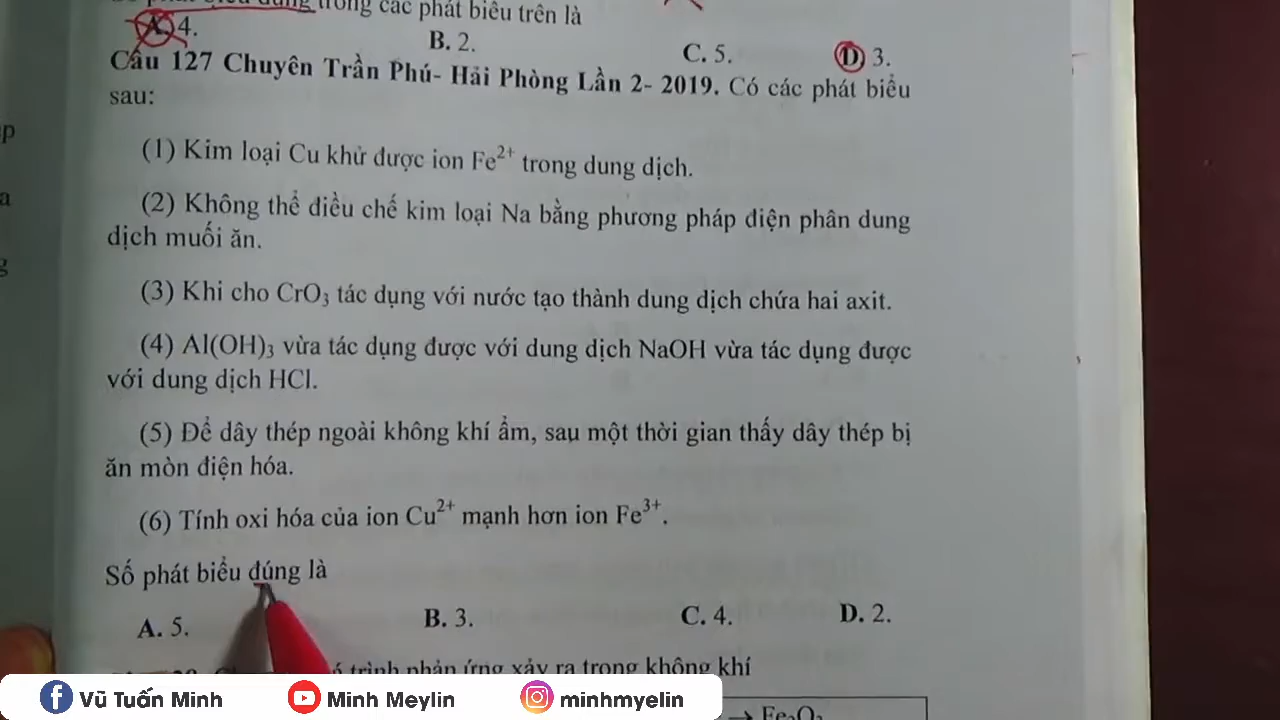 trong các phát biểu trên là
A. 4. B. 2. C. 5. D. 3.
Câu 127 Chuyên Trần Phú- Hải Phòng Lần 2- 2019. Có các phát biểu
sau:
(1) Kim loại Cu khử được ion Fe²⁺ trong dung dịch.
(2) Không thể điều chế kim loại Na bằng phương pháp điện phân dung
dịch muối ăn.
(3) Khi cho CrO₃ tác dụng với nước tạo thành dung dịch chứa hai axit.
(4) Al(OH)₃ vừa tác dụng được với dung dịch NaOH vừa tác dụng được
với dung dịch HCl.
(5) Để dây thép ngoài không khí ẩm, sau một thời gian thấy dây thép bị
ăn mòn điện hóa.
(6) Tính oxi hóa của ion Cu²⁺ mạnh hơn ion Fe³⁺.
Số phát biểu đúng là
A. 5. B. 3. C. 4. D. 2.
trình phản ứng xảy ra trong không khí
Vũ Tuấn Minh Minh Meylin minhmyelin